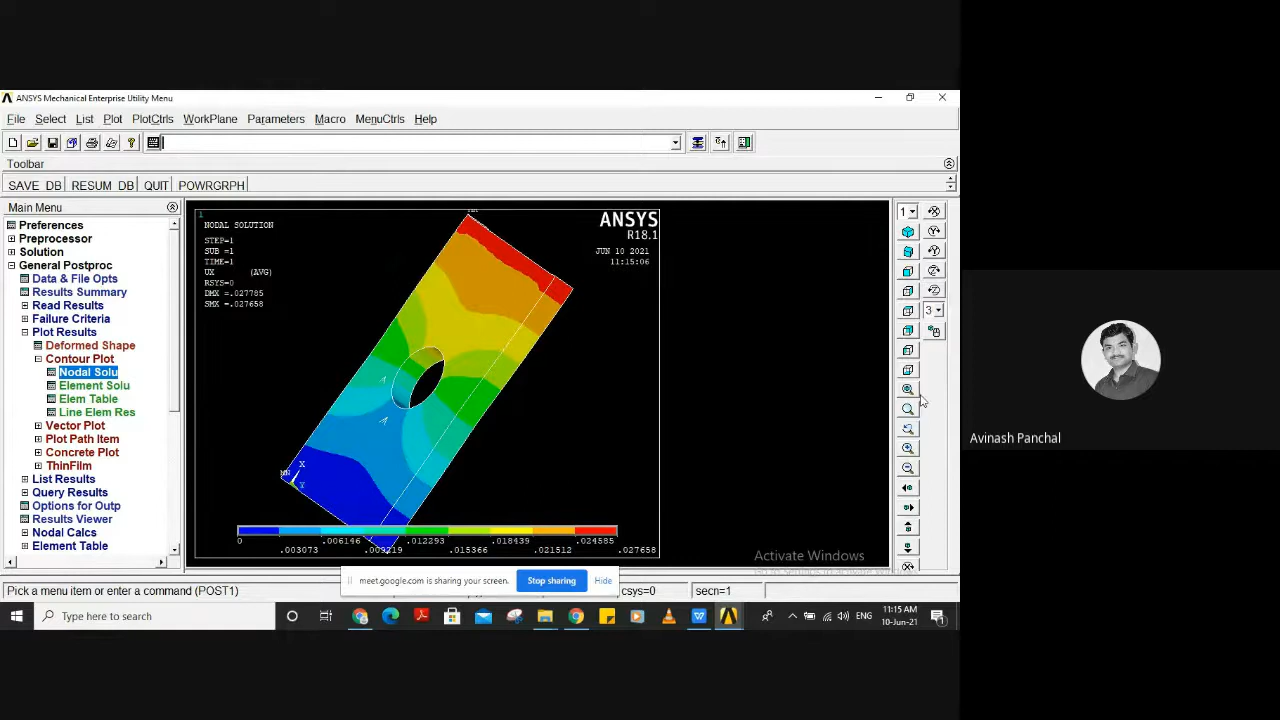 ANSYS Mechanical Enterprise Utility Menu
File Select List Plot PlotCtrls WorkPlane Parameters Macro MenuCtrls Help
Toolbar
SAVE_DB RESUM_DB QUIT POWRGRPH
Main Menu
Preferences
Preprocessor
Solution
General Postproc
Data & File Opts
Results Summary
Read Results
Failure Criteria
Plot Results
Deformed Shape
Contour Plot
Nodal Solu
Element Solu
Elem Table
Line Elem Res
Vector Plot
Plot Path Item
Concrete Plot
ThinFilm
List Results
Query Results
Options for Outp
Results Viewer
Nodal Calcs
Element Table
1
NODAL SOLUTION
STEP=1
SUB =1
TIME=1
UX (AVG)
RSYS=0
DMX =.027785
SMX =.027658
ANSYS
R18.1
JUN 10 2021
11:15:06
MN
X
Y
0 .006146 .012293 .018439 .024585
.003073 .009219 .015366 .021512 .027658
1
3
Activate Windows
meet.google.com is sharing your screen. Stop sharing Hide
Pick a menu item or enter a command (POST1)
csys=0 secn=1
Type here to search
ENG
11:15 AM
10-Jun-21
Avinash Panchal